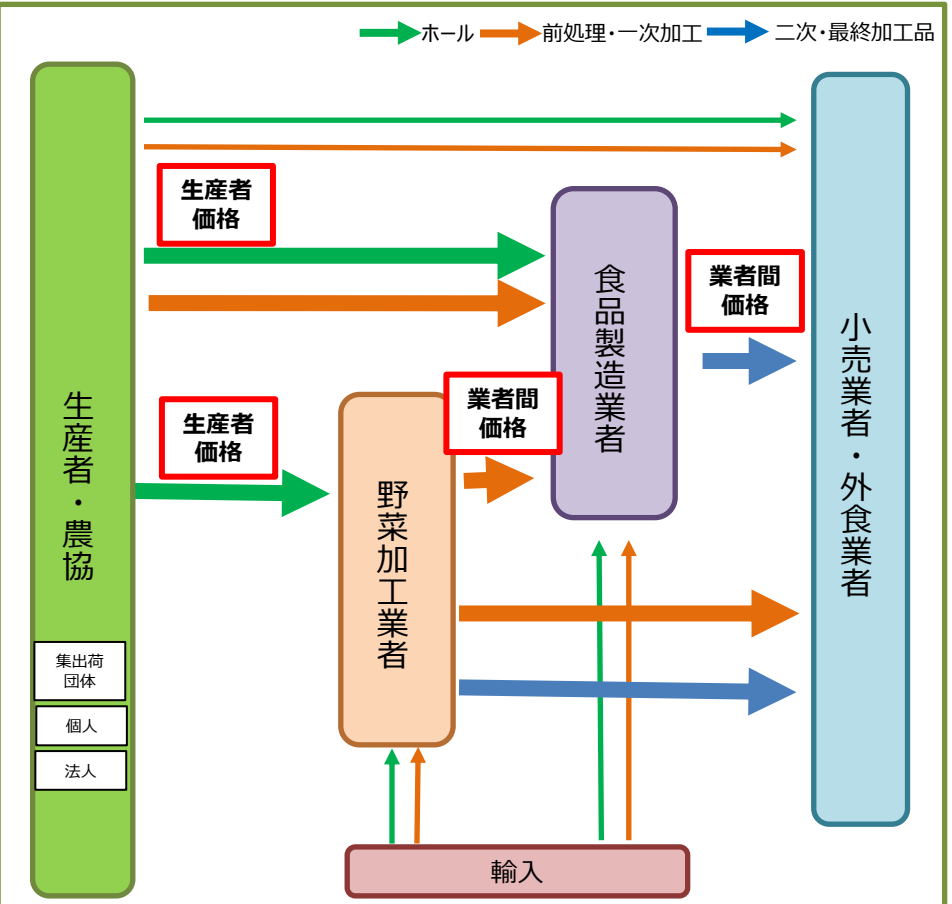 ホール 前処理・一次加工 二次・最終加工品
生産者
価格
業者間
価格
食品製造業者
小売業者・外食業者
生産者・農協
生産者
価格
業者間
価格
野菜加工業者
集出荷
団体
個人
法人
輸入